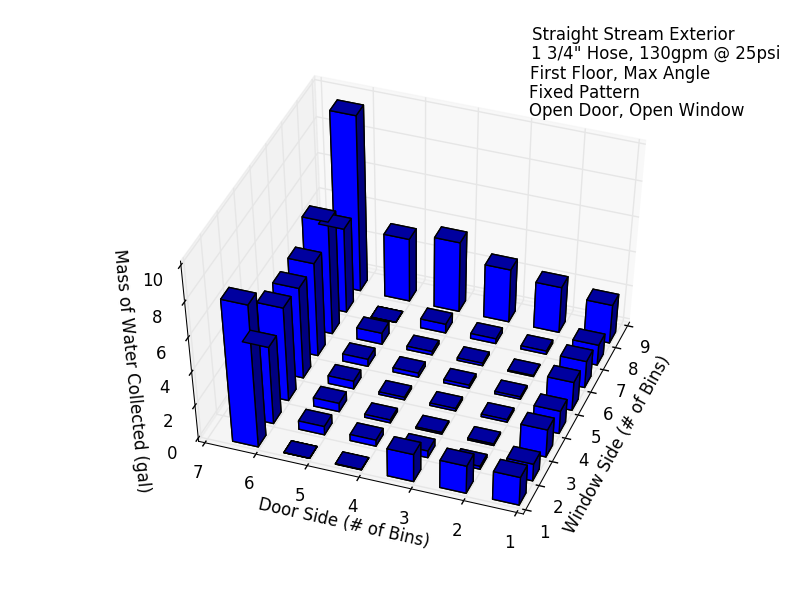 Straight Stream Exterior
1 3/4" Hose, 130gpm @ 25psi
First Floor, Max Angle
Fixed Pattern
Open Door, Open Window
Mass of Water Collected (gal)
10
8
6
4
2
0
Door Side (# of Bins)
7
6
5
4
3
2
1
Window Side (# of Bins)
1
2
3
4
5
6
7
8
9